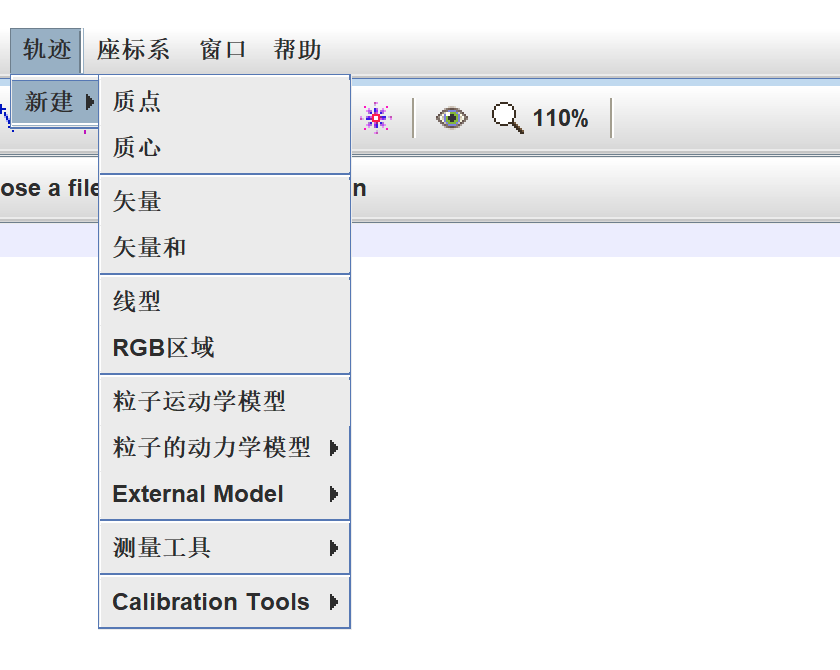 轨迹 座标系 窗口 帮助
新建
质点
质心
矢量
矢量和
线型
RGB区域
粒子运动学模型
粒子的动力学模型
External Model
测量工具
Calibration Tools
110%
ose a file
n